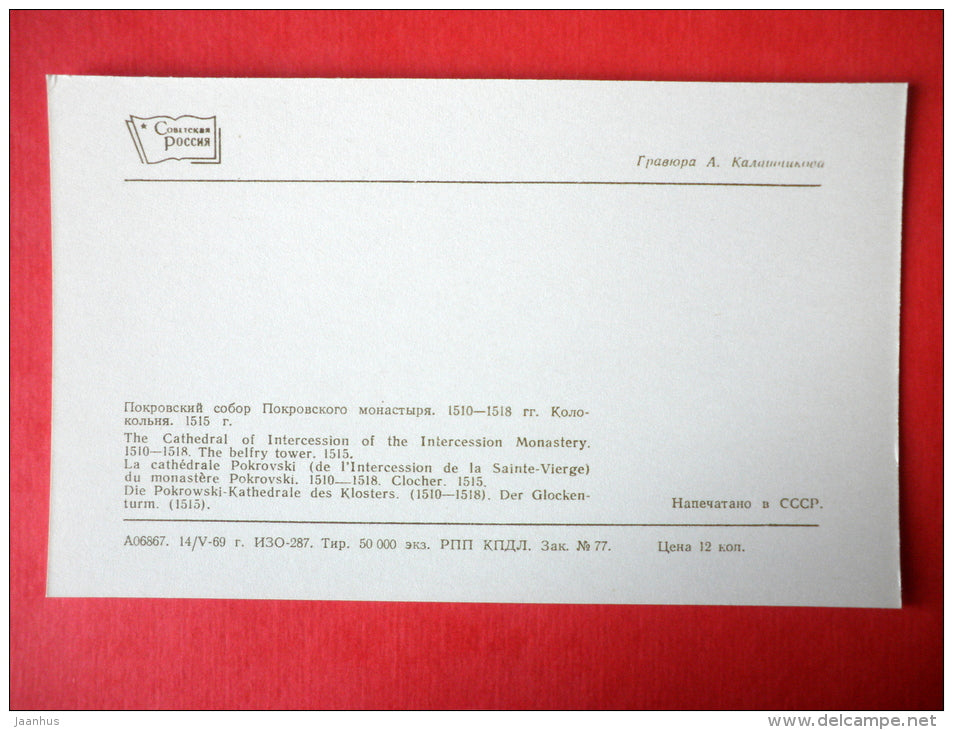 Советская
Россия
Гравюра А. Калашникова
Покровский собор Покровского монастыря. 1510—1518 гг. Коло-
кольня. 1515 г.
The Cathedral of Intercession of the Intercession Monastery.
1510—1518. The belfry tower. 1515.
La cathédrale Pokrovski (de l'Intercession de la Sainte-Vierge)
du monastère Pokrovski. 1510—1518. Clocher. 1515.
Die Pokrowski-Kathedrale des Klosters. (1510—1518). Der Glocken-
turm. (1515).
Напечатано в СССР.
А06867. 14/V-69 г. ИЗО-287. Тир. 50 000 экз. РПП КПДЛ. Зак. № 77. Цена 12 коп.
jaanhus
www.delcampe.net